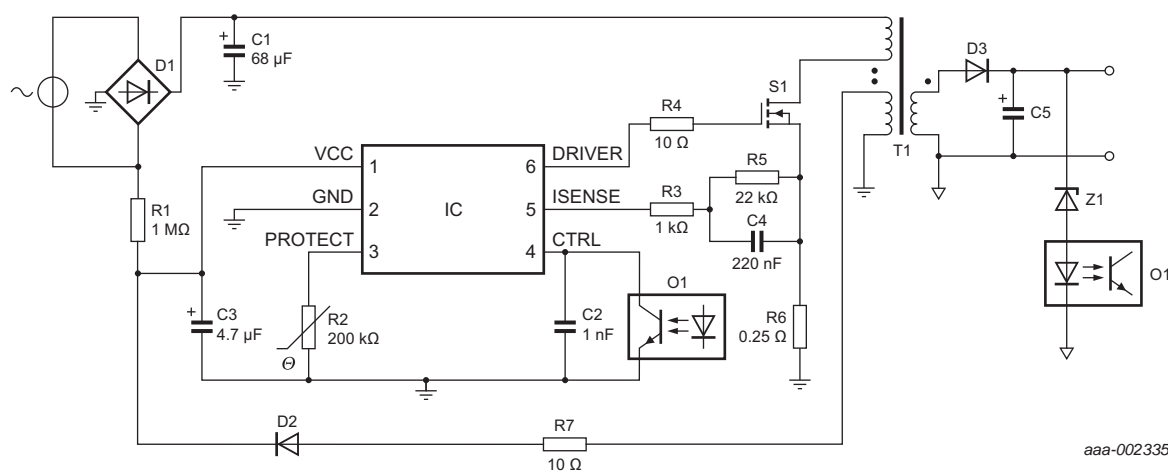 D1
+
C1
68 µF
D3
S1
R4
10 Ω
+
C5
T1
VCC
1
6
DRIVER
R5
22 kΩ
GND
2
IC
5
ISENSE
R3
1 kΩ
C4
220 nF
Z1
R1
1 MΩ
PROTECT
3
4
CTRL
O1
O1
+
C3
4.7 µF
R2
200 kΩ
Θ
C2
1 nF
R6
0.25 Ω
D2
R7
10 Ω
aaa-002335